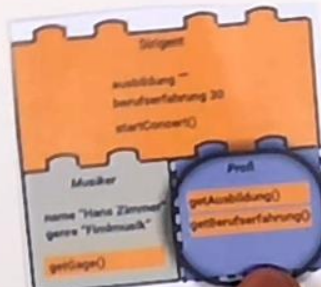 Dirigent
ausbildung ""
berufserfahrung 30
startConcert()
Musiker
name "Hans Zimmer"
genre "Filmmusik"
getGage()
Profi
getAusbildung()
getBerufserfahrung()